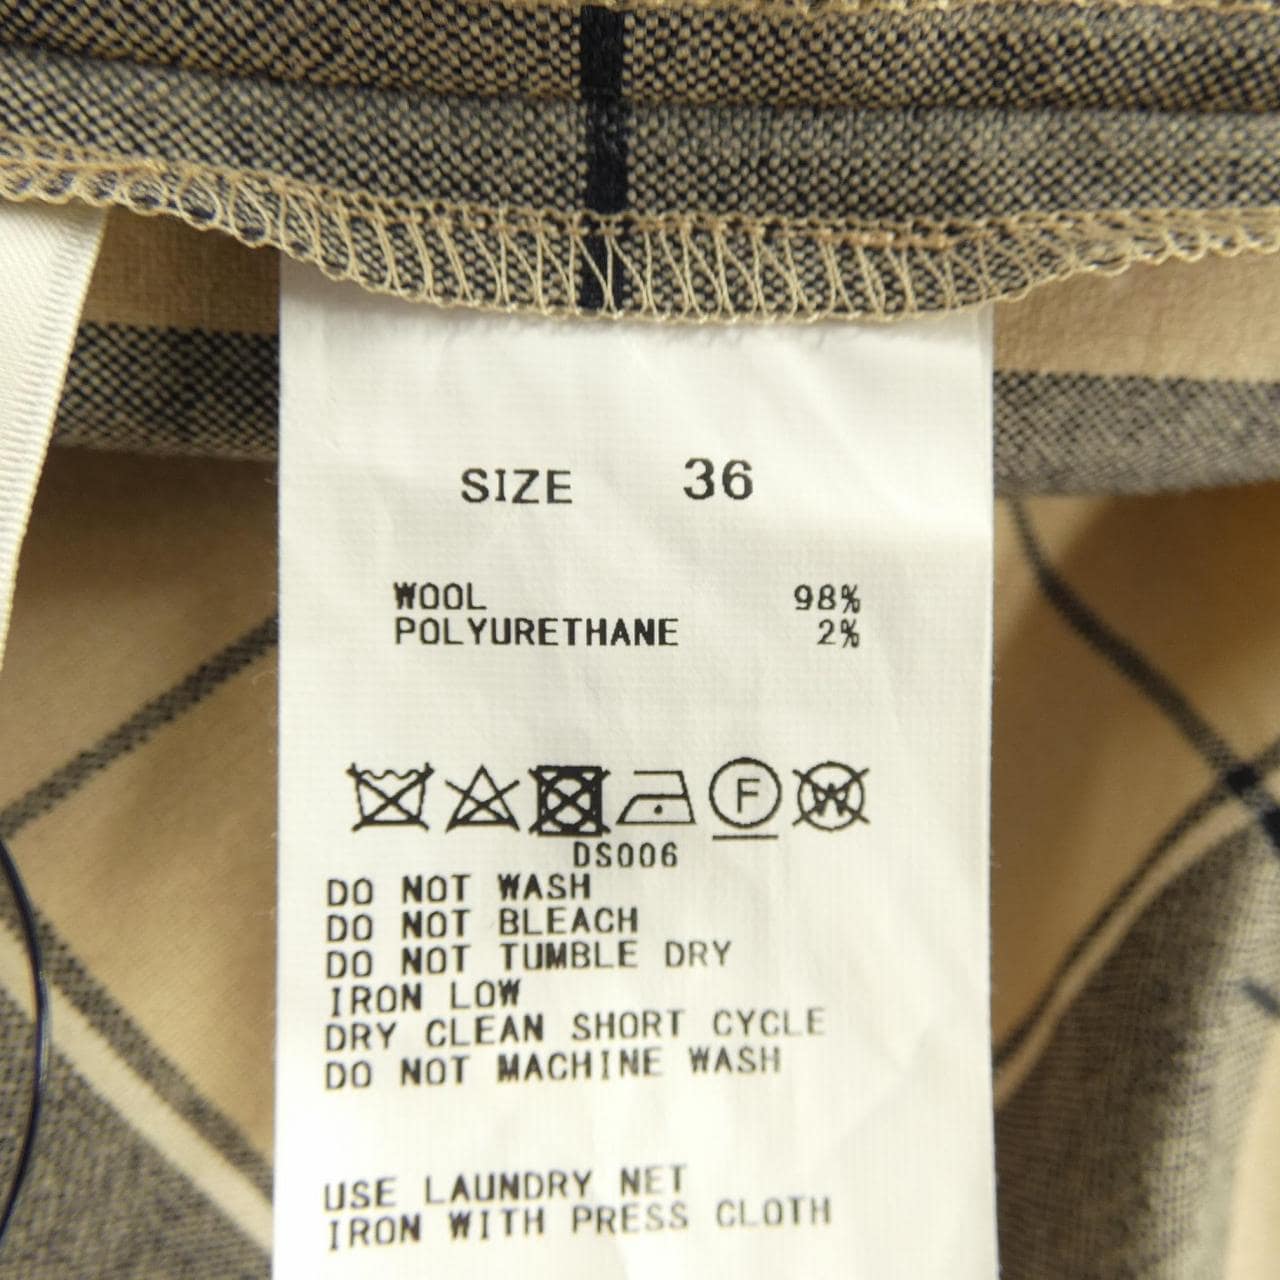 SIZE 36
WOOL 98%
POLYURETHANE 2%
F W
DS006
DO NOT WASH
DO NOT BLEACH
DO NOT TUMBLE DRY
IRON LOW
DRY CLEAN SHORT CYCLE
DO NOT MACHINE WASH
USE LAUNDRY NET
IRON WITH PRESS CLOTH